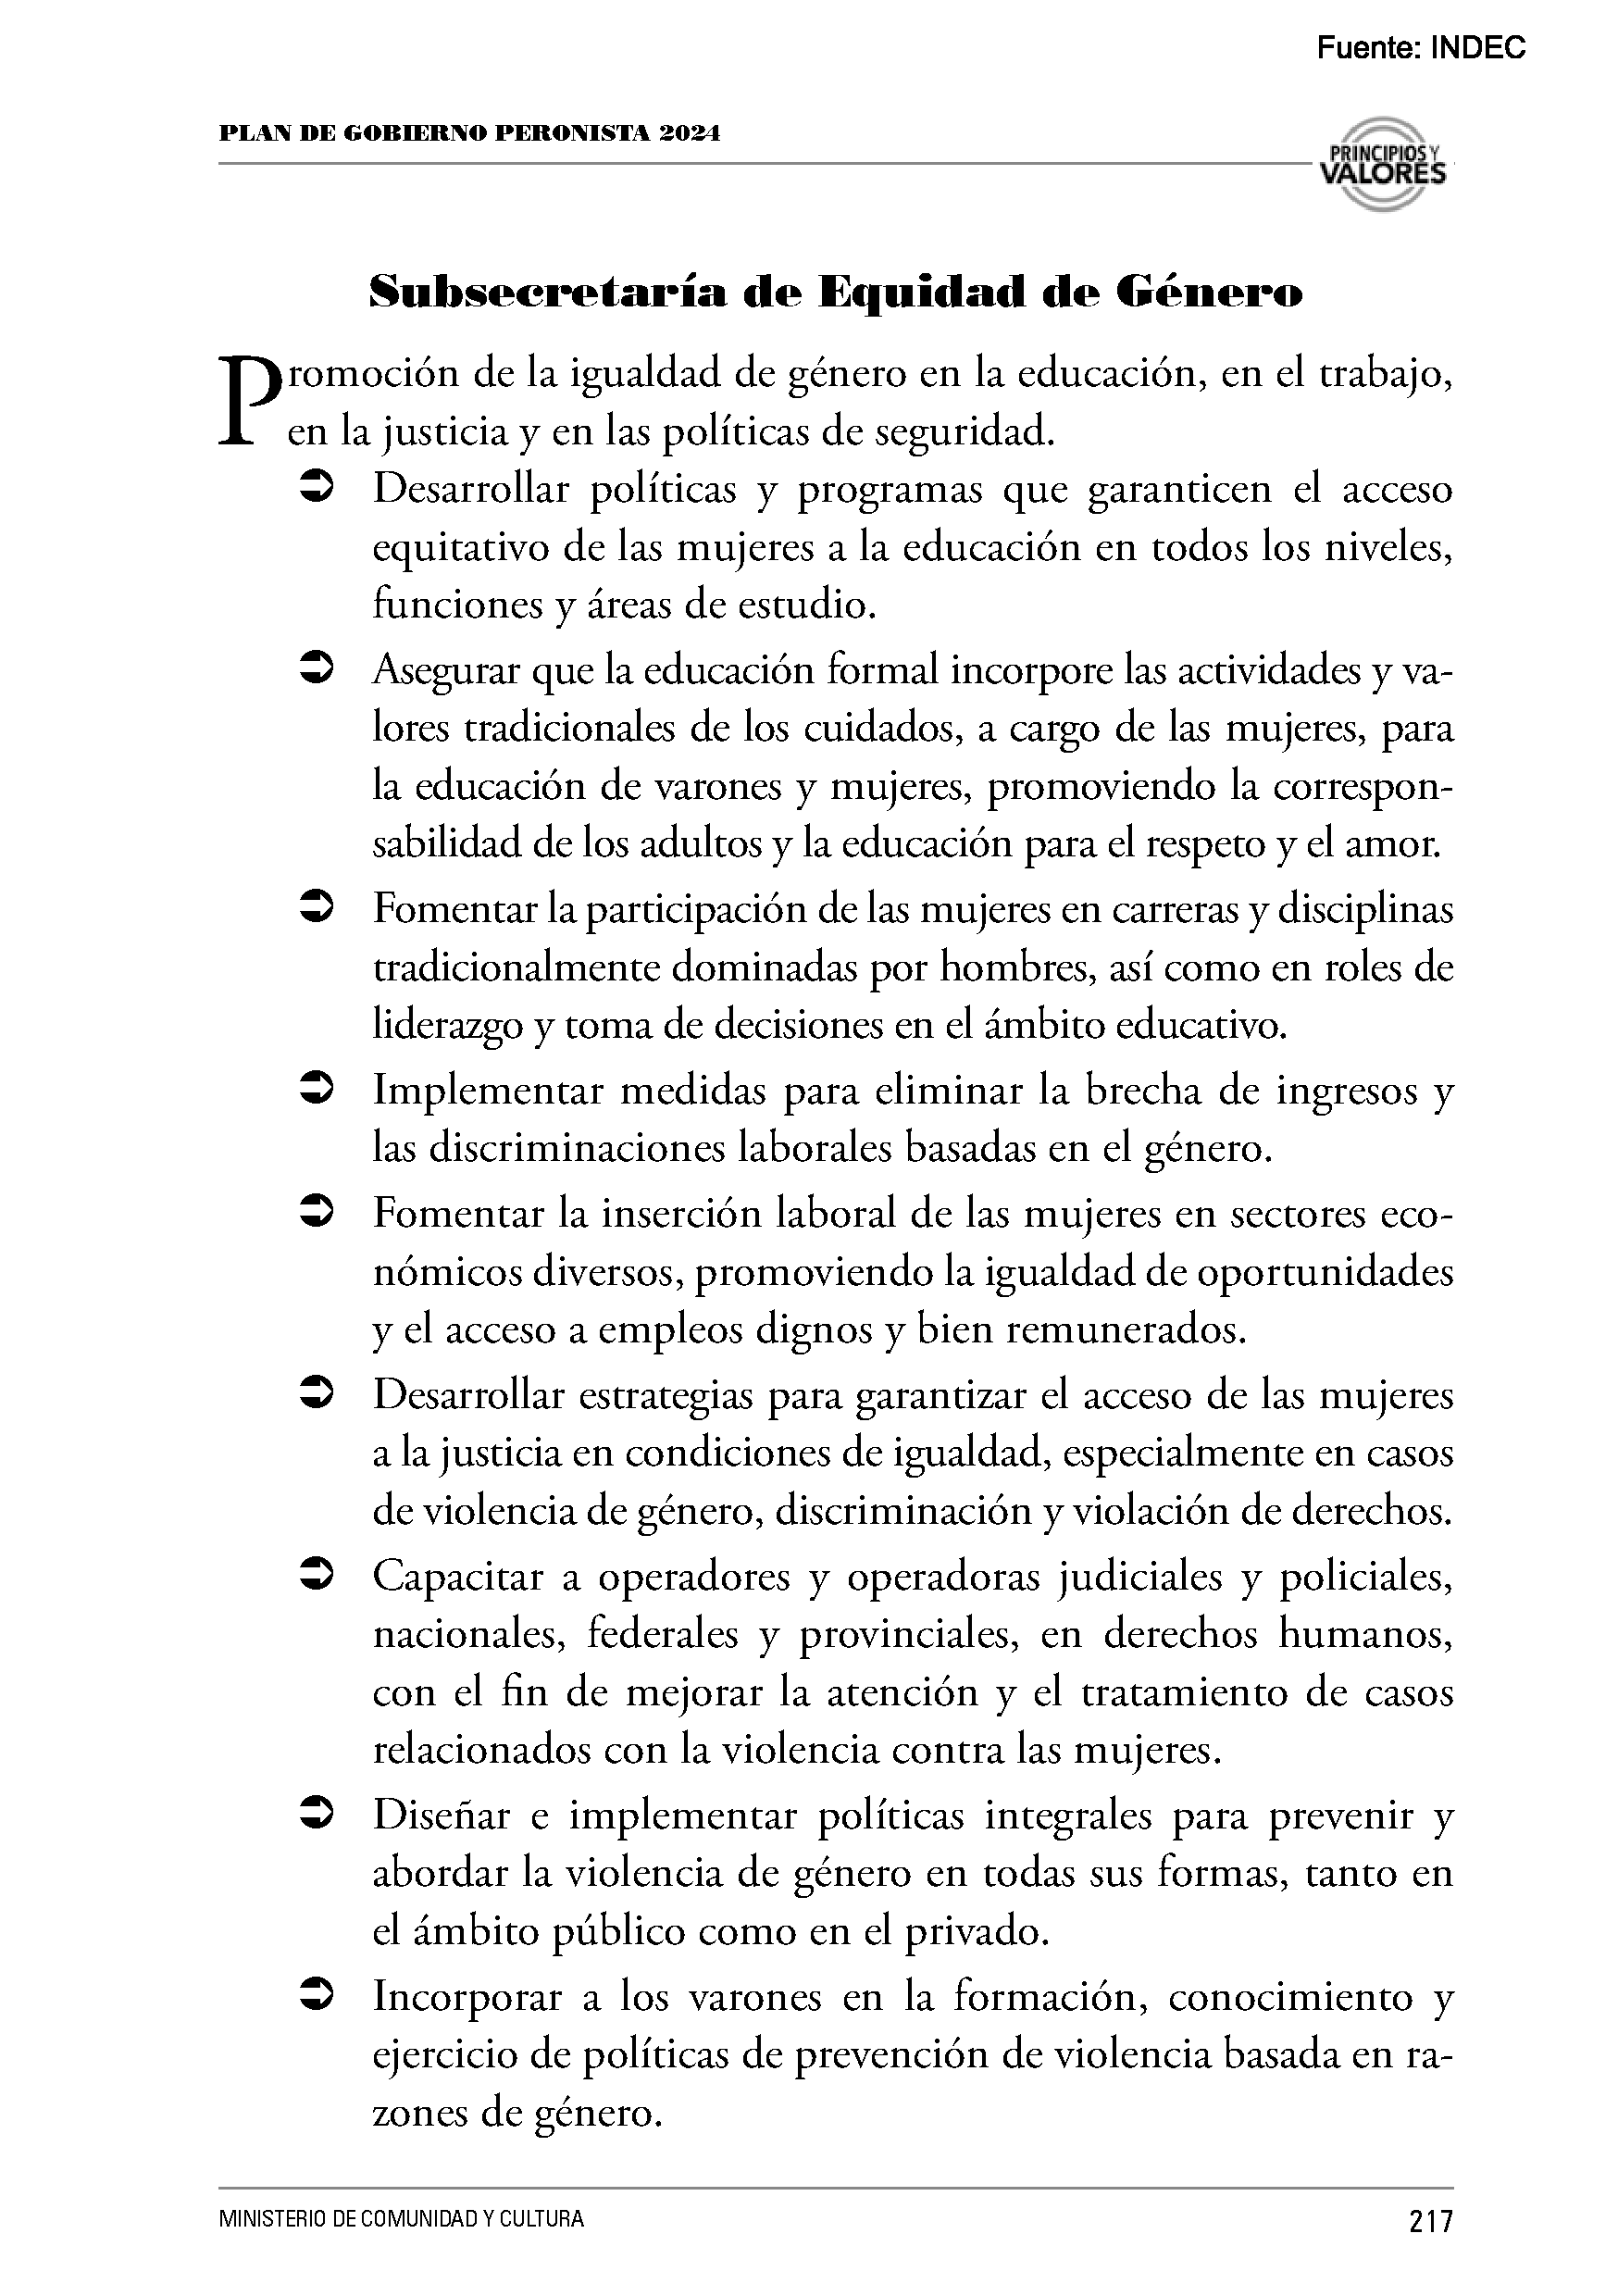 Fuente: INDEC
PLAN DE GOBIERNO PERONISTA 2024
PRINCIPIOS Y
VALORES
Subsecretaría de Equidad de Género
Promoción de la igualdad de género en la educación, en el trabajo,
en la justicia y en las políticas de seguridad.
➲ Desarrollar políticas y programas que garanticen el acceso
equitativo de las mujeres a la educación en todos los niveles,
funciones y áreas de estudio.
➲ Asegurar que la educación formal incorpore las actividades y va-
lores tradicionales de los cuidados, a cargo de las mujeres, para
la educación de varones y mujeres, promoviendo la correspon-
sabilidad de los adultos y la educación para el respeto y el amor.
➲ Fomentar la participación de las mujeres en carreras y disciplinas
tradicionalmente dominadas por hombres, así como en roles de
liderazgo y toma de decisiones en el ámbito educativo.
➲ Implementar medidas para eliminar la brecha de ingresos y
las discriminaciones laborales basadas en el género.
➲ Fomentar la inserción laboral de las mujeres en sectores eco-
nómicos diversos, promoviendo la igualdad de oportunidades
y el acceso a empleos dignos y bien remunerados.
➲ Desarrollar estrategias para garantizar el acceso de las mujeres
a la justicia en condiciones de igualdad, especialmente en casos
de violencia de género, discriminación y violación de derechos.
➲ Capacitar a operadores y operadoras judiciales y policiales,
nacionales, federales y provinciales, en derechos humanos,
con el fin de mejorar la atención y el tratamiento de casos
relacionados con la violencia contra las mujeres.
➲ Diseñar e implementar políticas integrales para prevenir y
abordar la violencia de género en todas sus formas, tanto en
el ámbito público como en el privado.
➲ Incorporar a los varones en la formación, conocimiento y
ejercicio de políticas de prevención de violencia basada en ra-
zones de género.
MINISTERIO DE COMUNIDAD Y CULTURA
217